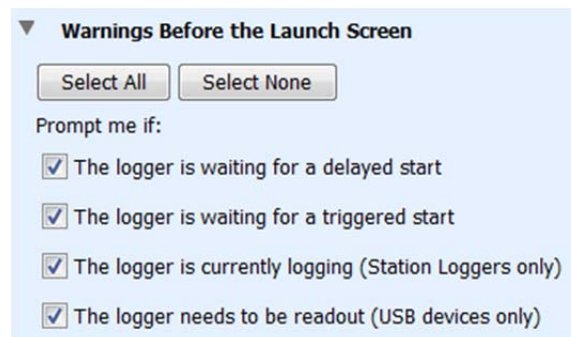 Warnings Before the Launch Screen
Select All Select None
Prompt me if:
The logger is waiting for a delayed start
The logger is waiting for a triggered start
The logger is currently logging (Station Loggers only)
The logger needs to be readout (USB devices only)